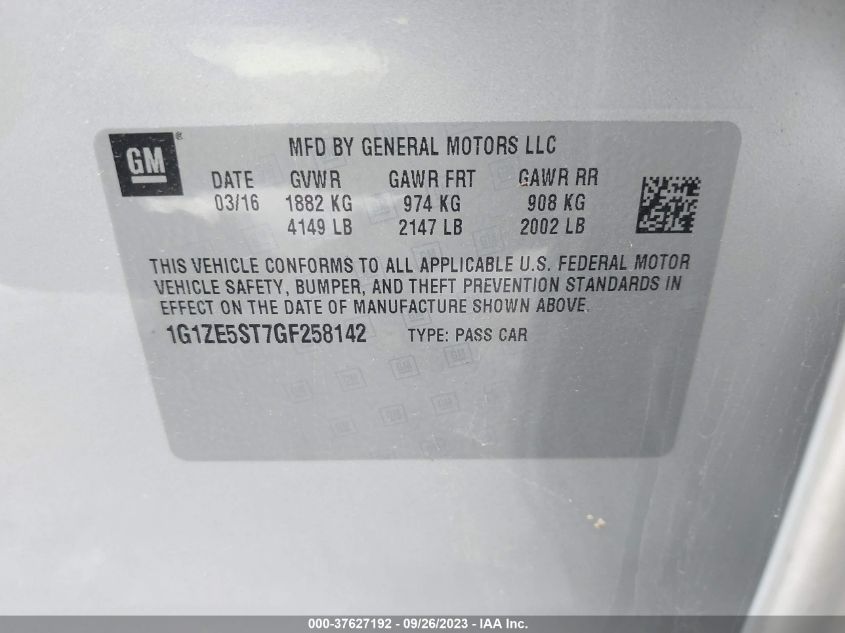 GM ®
MFD BY GENERAL MOTORS LLC
DATE GVWR GAWR FRT GAWR RR
03/16 1882 KG 974 KG 908 KG
4149 LB 2147 LB 2002 LB
THIS VEHICLE CONFORMS TO ALL APPLICABLE U.S. FEDERAL MOTOR
VEHICLE SAFETY, BUMPER, AND THEFT PREVENTION STANDARDS IN
EFFECT ON THE DATE OF MANUFACTURE SHOWN ABOVE.
1G1ZE5ST7GF258142 TYPE: PASS CAR
000-37627192 - 09/26/2023 - IAA Inc.